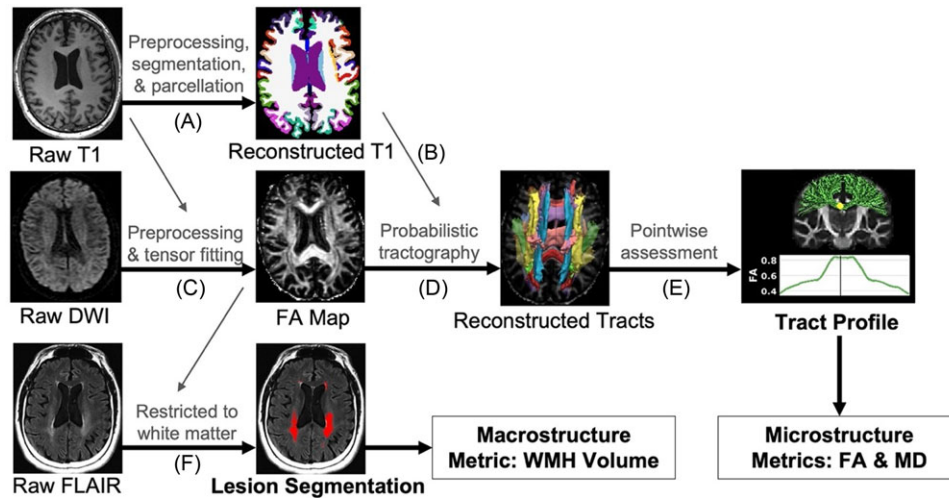 Preprocessing,
segmentation,
& parcellation
(A)
Raw T1
Reconstructed T1
(B)
Preprocessing
& tensor fitting
(C)
Raw DWI
FA Map
Probabilistic
tractography
(D)
Reconstructed Tracts
Pointwise
assessment
(E)
FA
0.8
0.4
Tract Profile
Restricted to
white matter
(F)
Raw FLAIR
Lesion Segmentation
Macrostructure
Metric: WMH Volume
Microstructure
Metrics: FA & MD